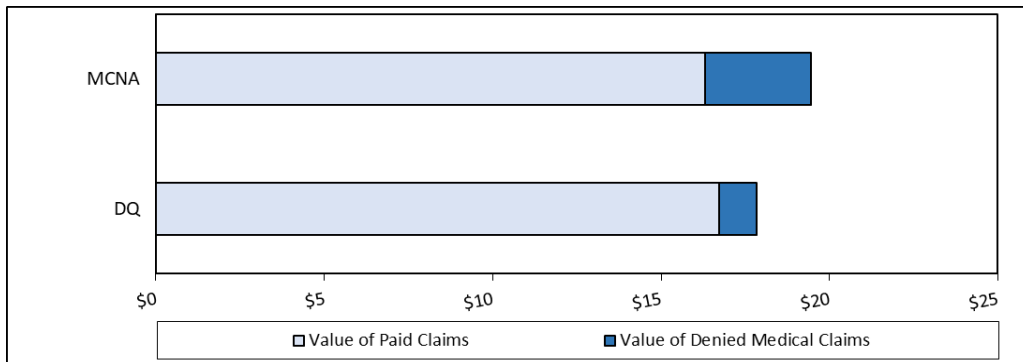 MCNA
DQ
$0 $5 $10 $15 $20 $25
Value of Paid Claims Value of Denied Medical Claims